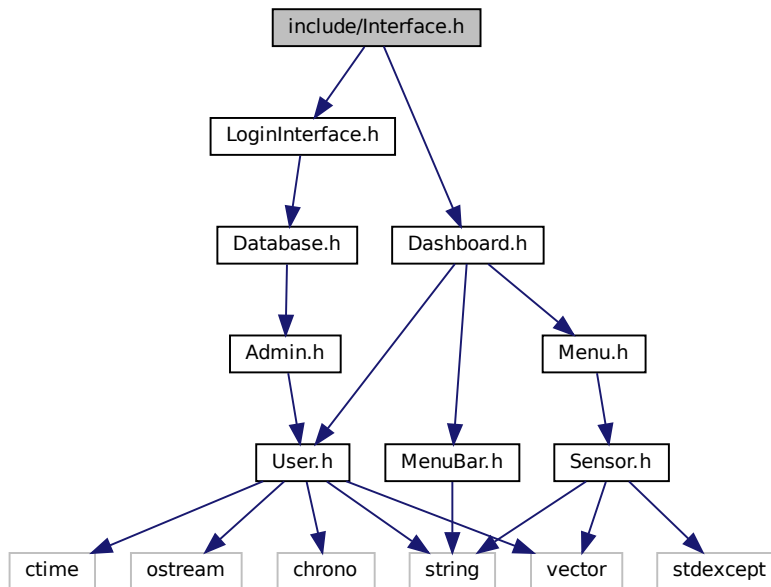 include/Interface.h
LoginInterface.h
Database.h
Dashboard.h
Admin.h
Menu.h
User.h
MenuBar.h
Sensor.h
ctime
ostream
chrono
string
vector
stdexcept